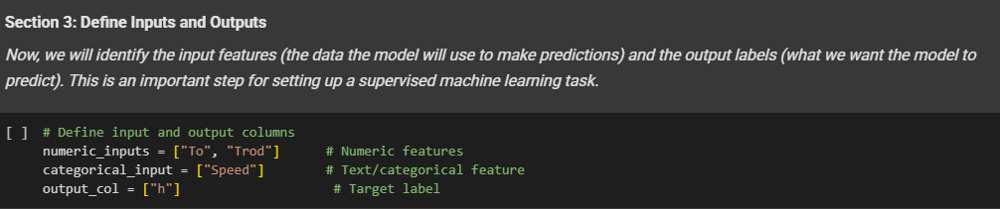 Section 3: Define Inputs and Outputs
Now, we will identify the input features (the data the model will use to make predictions) and the output labels (what we want the model to
predict). This is an important step for setting up a supervised machine learning task.
[ ] # Define input and output columns
numeric_inputs = ["To", "Trod"]      # Numeric features
categorical_input = ["Speed"]        # Text/categorical feature
output_col = ["h"]                    # Target label